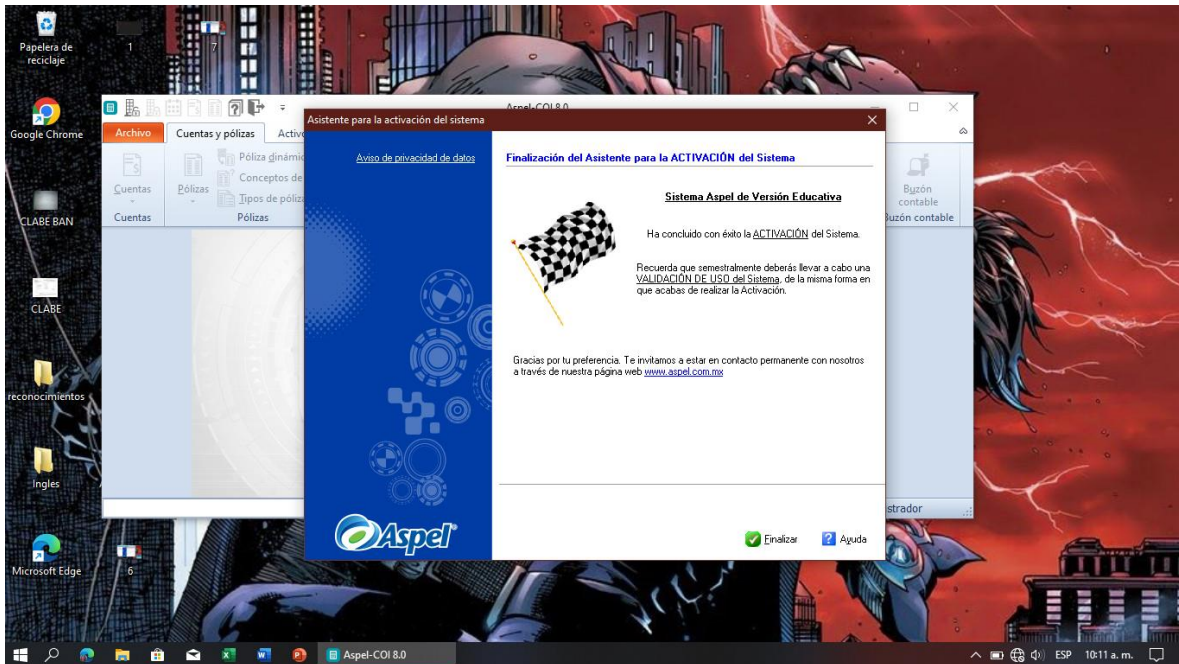 Papelera de
reciclaje
1
7
Google Chrome
CLABE BAN
CLABE
reconocimientos
Ingles
Microsoft Edge
6
Aspel-COI 8.0
Archivo
Cuentas y pólizas
Cuentas
Pólizas
Póliza dinámic
Conceptos de
Tipos de póliza
Cuentas
Pólizas
Buzón
contable
Buzón contable
strador
Asistente para la activación del sistema
Aviso de privacidad de datos
Finalización del Asistente para la ACTIVACIÓN del Sistema
Sistema Aspel de Versión Educativa
Ha concluido con éxito la ACTIVACIÓN del Sistema.
Recuerda que semestralmente deberás llevar a cabo una
VALIDACIÓN DE USO del Sistema, de la misma forma en
que acabas de realizar la Activación.
Gracias por tu preferencia. Te invitamos a estar en contacto permanente con nosotros
a través de nuestra página web www.aspel.com.mx
Aspel
Finalizar
Ayuda
Aspel-COI 8.0
ESP
10:11 a. m.